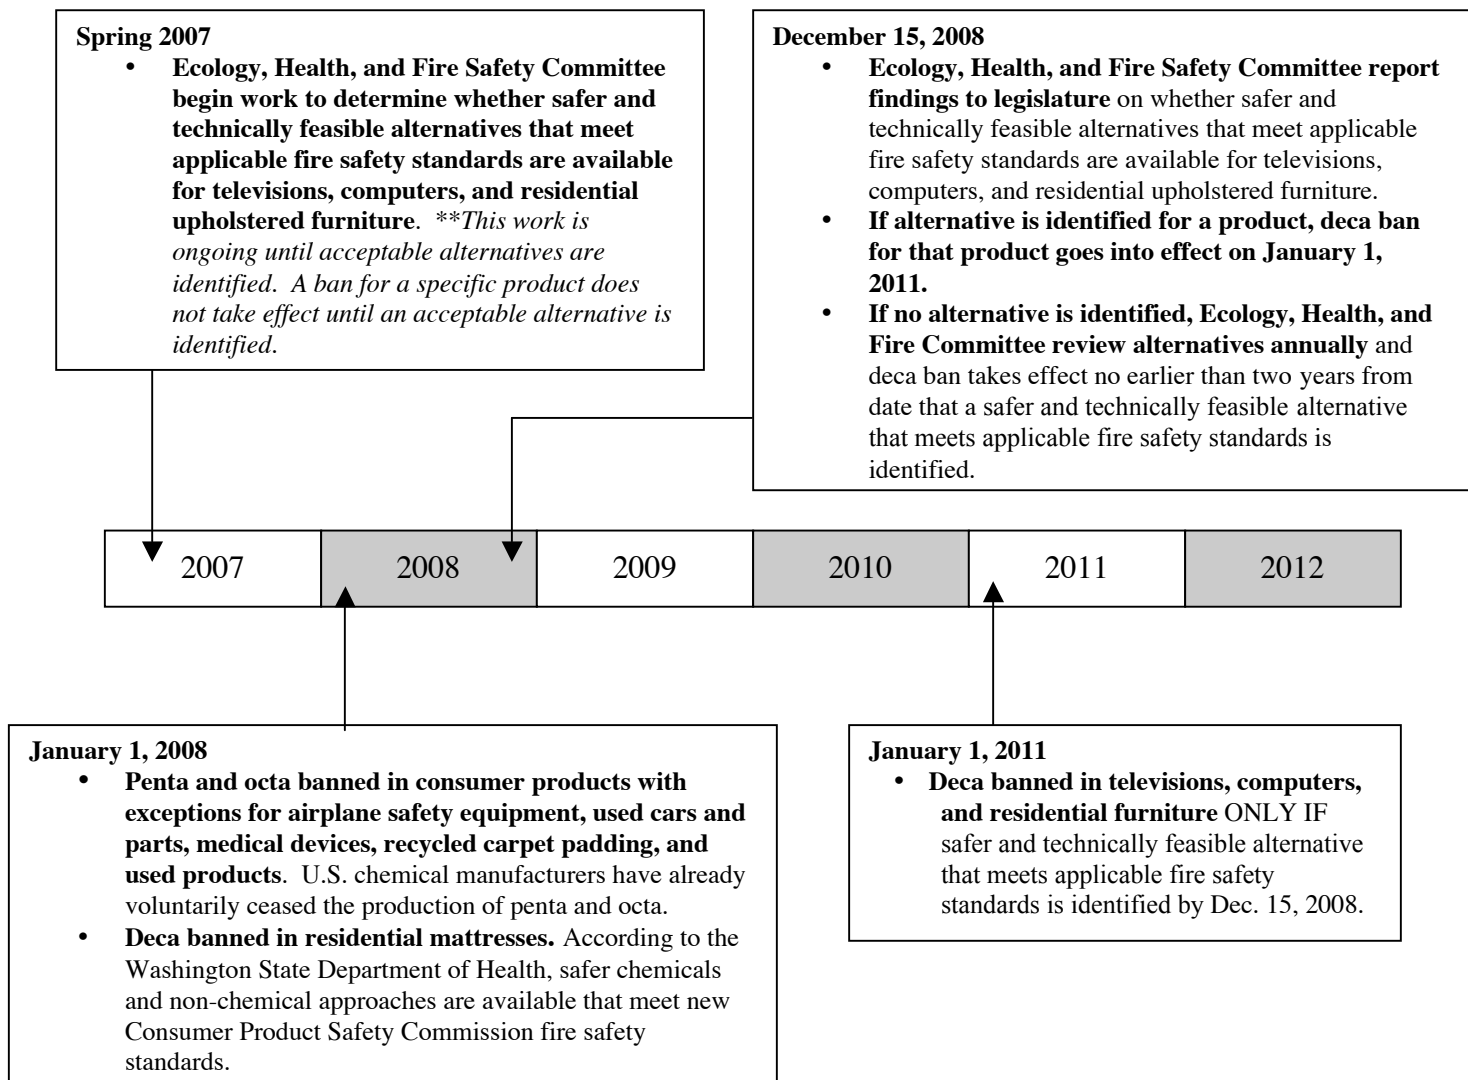 Spring 2007
• Ecology, Health, and Fire Safety Committee
begin work to determine whether safer and
technically feasible alternatives that meet
applicable fire safety standards are available
for televisions, computers, and residential
upholstered furniture. **This work is
ongoing until acceptable alternatives are
identified. A ban for a specific product does
not take effect until an acceptable alternative is
identified.
December 15, 2008
• Ecology, Health, and Fire Safety Committee report
findings to legislature on whether safer and
technically feasible alternatives that meet applicable
fire safety standards are available for televisions,
computers, and residential upholstered furniture.
• If alternative is identified for a product, deca ban
for that product goes into effect on January 1,
2011.
• If no alternative is identified, Ecology, Health, and
Fire Committee review alternatives annually and
deca ban takes effect no earlier than two years from
date that a safer and technically feasible alternative
that meets applicable fire safety standards is
identified.
2007 2008 2009 2010 2011 2012
January 1, 2008
• Penta and octa banned in consumer products with
exceptions for airplane safety equipment, used cars and
parts, medical devices, recycled carpet padding, and
used products. U.S. chemical manufacturers have already
voluntarily ceased the production of penta and octa.
• Deca banned in residential mattresses. According to the
Washington State Department of Health, safer chemicals
and non-chemical approaches are available that meet new
Consumer Product Safety Commission fire safety
standards.
January 1, 2011
• Deca banned in televisions, computers,
and residential furniture ONLY IF
safer and technically feasible alternative
that meets applicable fire safety
standards is identified by Dec. 15, 2008.